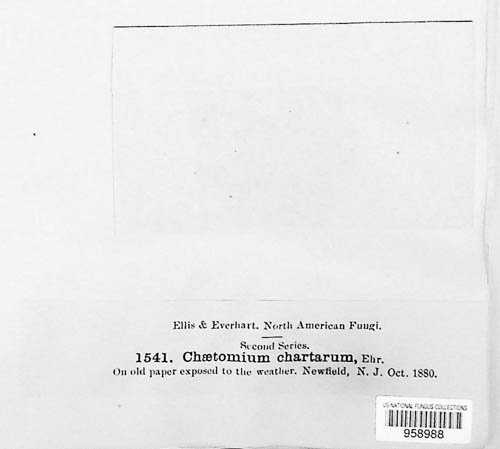 Ellis & Everhart. North American Fungi.
Second Series.
1541. Chætomium chartarum, Ehr.
On old paper exposed to the weather. Newfield, N. J. Oct. 1880.
US NATIONAL FUNGUS COLLECTIONS
958988